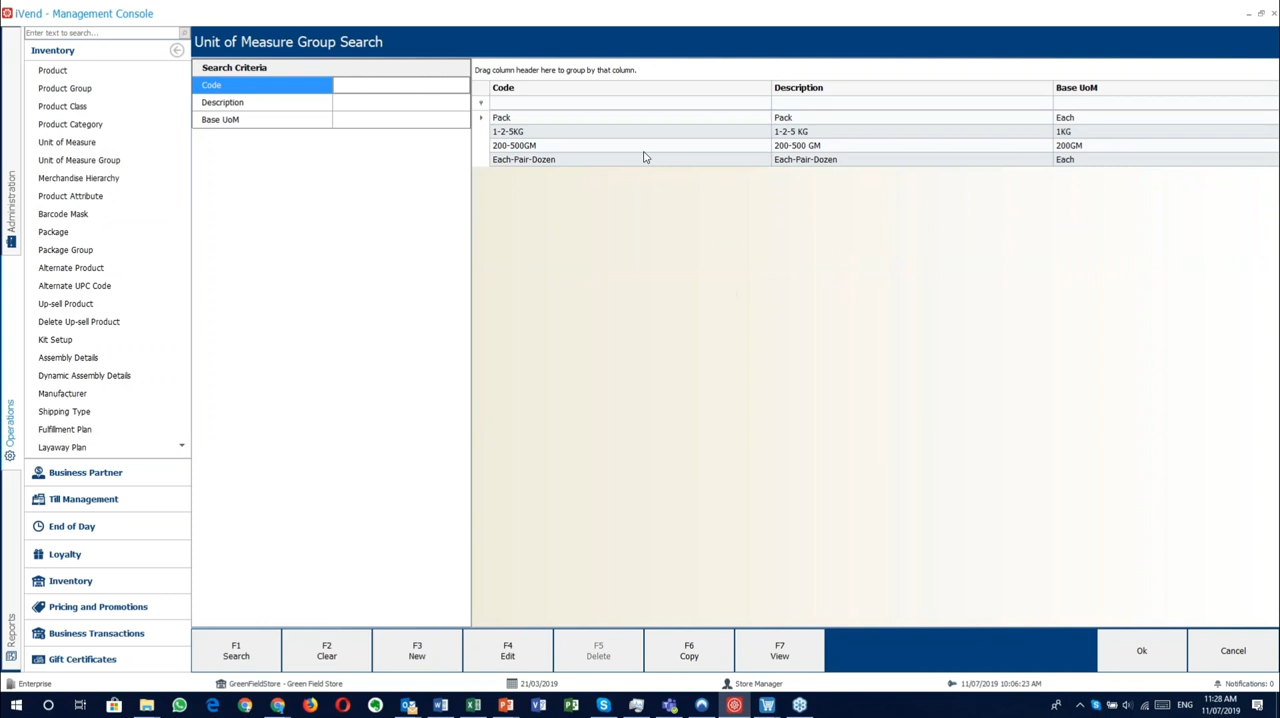 iVend - Management Console
Enter text to search...
Inventory
Product
Product Group
Product Class
Product Category
Unit of Measure
Unit of Measure Group
Merchandise Hierarchy
Product Attribute
Barcode Mask
Package
Package Group
Alternate Product
Alternate UPC Code
Up-sell Product
Delete Up-sell Product
Kit Setup
Assembly Details
Dynamic Assembly Details
Manufacturer
Shipping Type
Fulfillment Plan
Layaway Plan
Business Partner
Till Management
End of Day
Loyalty
Inventory
Pricing and Promotions
Business Transactions
Gift Certificates
Administration
Operations
Reports
Unit of Measure Group Search
Search Criteria
Code
Description
Base UoM
Drag column header here to group by that column.
Code Description Base UoM
Pack Pack Each
1-2-5KG 1-2-5 KG 1KG
200-500GM 200-500 GM 200GM
Each-Pair-Dozen Each-Pair-Dozen Each
F1 Search
F2 Clear
F3 New
F4 Edit
F5 Delete
F6 Copy
F7 View
Ok
Cancel
Enterprise GreenFieldStore - Green Field Store 21/03/2019 Store Manager 11/07/2019 10:06:23 AM Notifications: 0
ENG
11:28 AM
11/07/2019